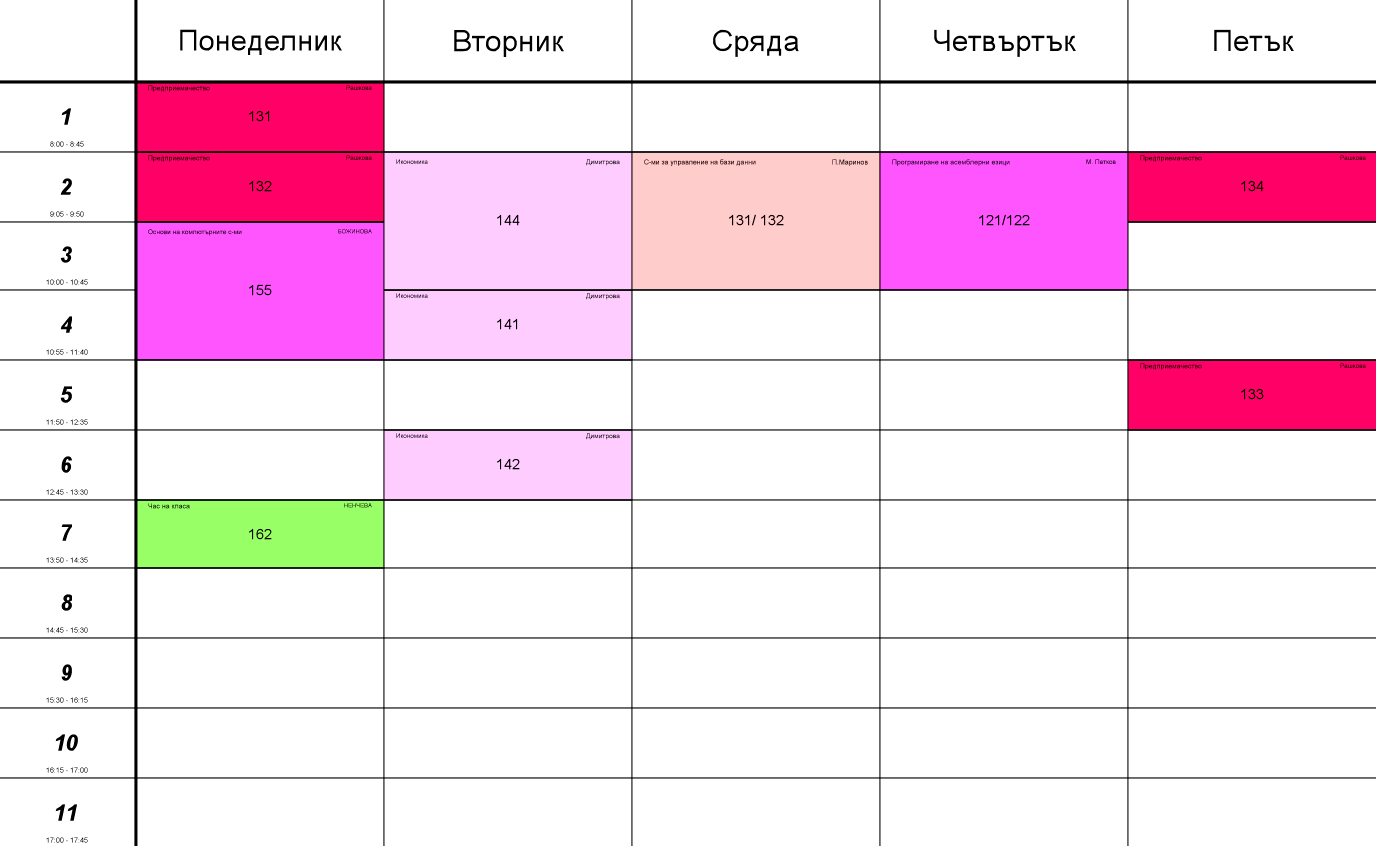 Понеделник Вторник Сряда Четвъртък Петък
1
8:00 - 8:45
Предприемачество Рашкова
131
2
9:05 - 9:50
Предприемачество Рашкова
132
Икономика Димитрова
144
С-ми за управление на бази данни П.Маринов
131/ 132
Програмиране на асемблерни езици М. Петков
121/122
Предприемачество Рашкова
134
3
10:00 - 10:45
Основи на компютърните с-ми БОЖИНОВА
155
4
10:55 - 11:40
Икономика Димитрова
141
5
11:50 - 12:35
Предприемачество Рашкова
133
6
12:45 - 13:30
Икономика Димитрова
142
7
13:50 - 14:35
Час на класа НЕНЧЕВА
162
8
14:45 - 15:30
9
15:30 - 16:15
10
16:15 - 17:00
11
17:00 - 17:45